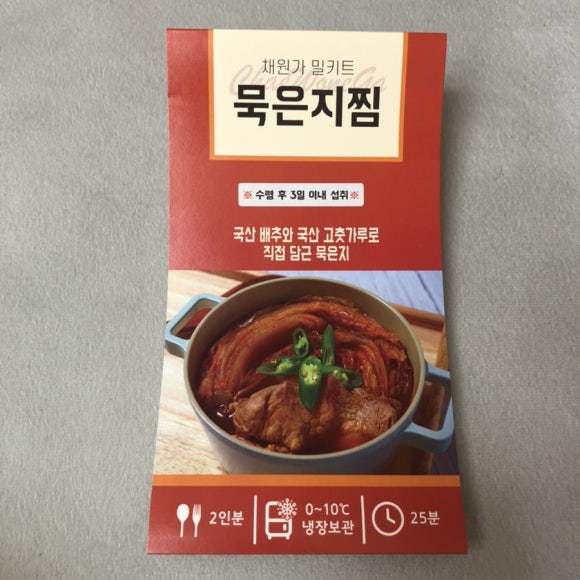 채원가 밀키트
ChaeWonGa
묵은지찜
※ 수령 후 3일 이내 섭취 ※
국산 배추와 국산 고춧가루로
직접 담근 묵은지
2인분
0~10℃
냉장보관
25분